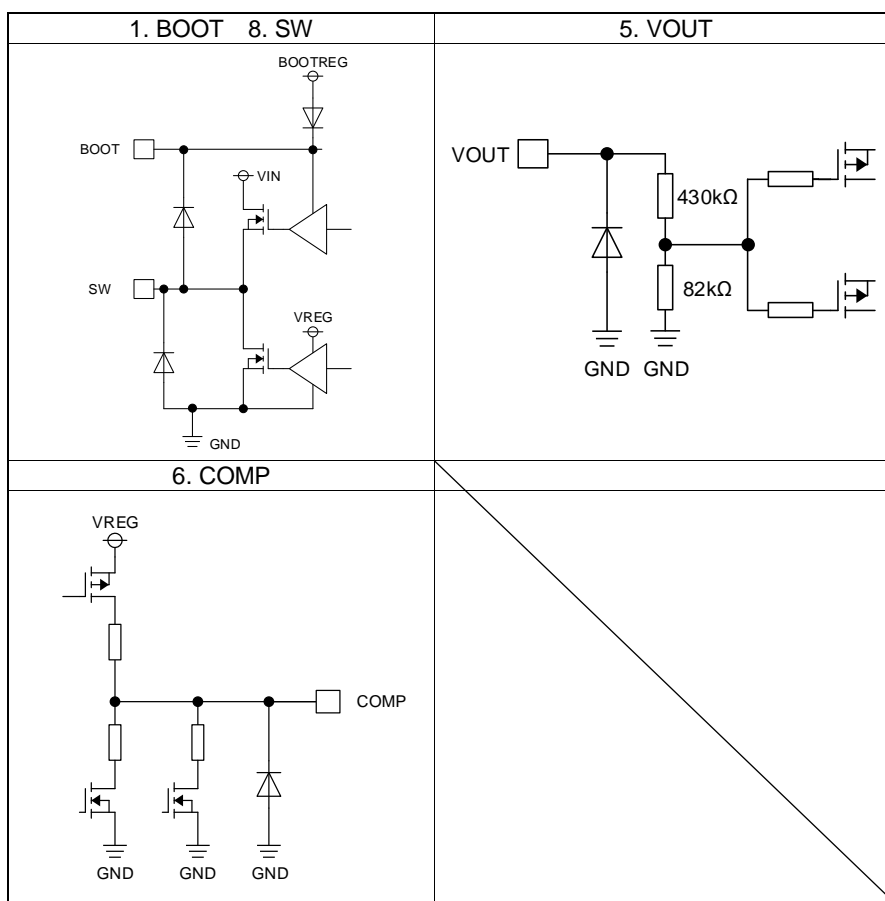 1. BOOT 8. SW
BOOTREG
BOOT
VIN
SW
VREG
GND
5. VOUT
VOUT
430kΩ
82kΩ
GND GND
6. COMP
VREG
COMP
GND GND GND